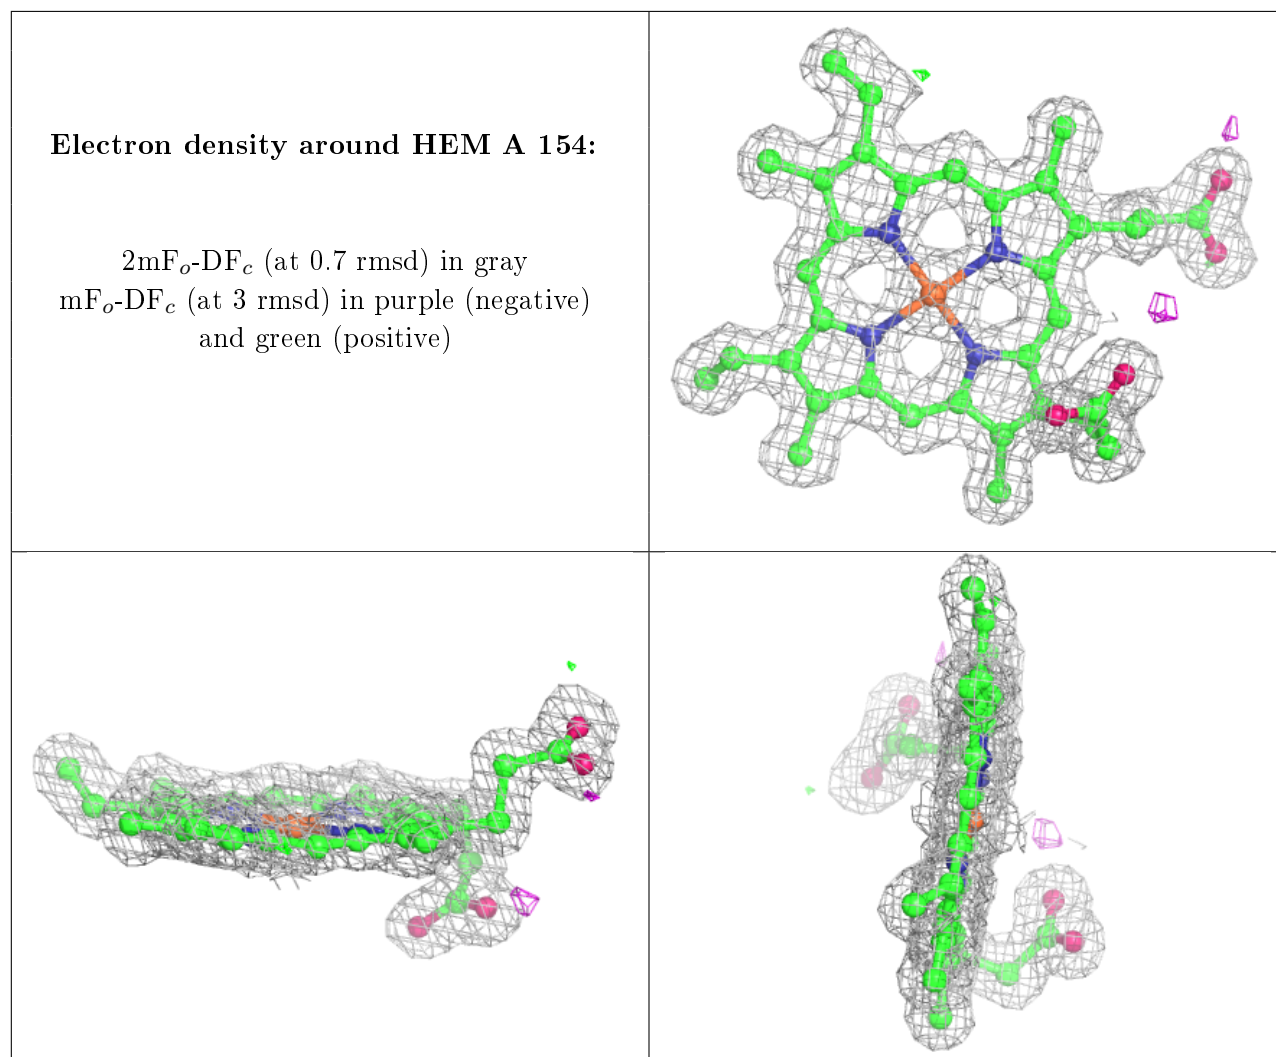 Electron density around HEM A 154:
2mFₒ-DF𝒸 (at 0.7 rmsd) in gray
mFₒ-DF𝒸 (at 3 rmsd) in purple (negative)
and green (positive)